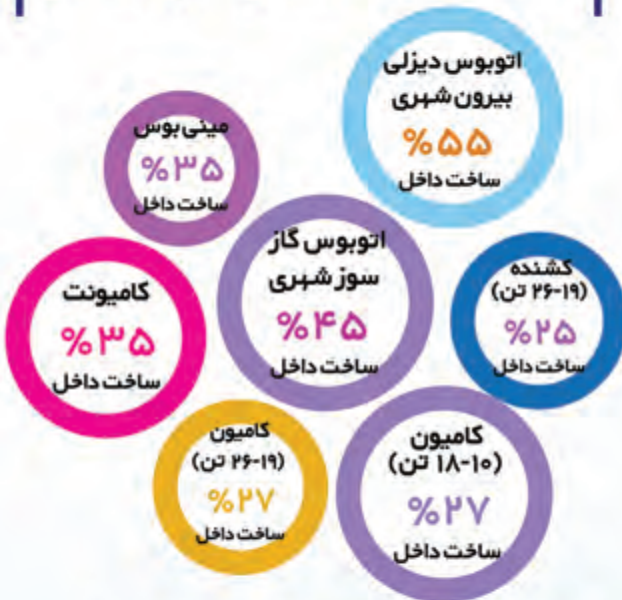 اتوبوس دیزلی
بیرون شهری
%۵۵
ساخت داخل
مینی بوس
%۳۵
ساخت داخل
اتوبوس گاز
سوز شهری
%۴۵
ساخت داخل
کشنده
(۲۶-۱۹ تن)
%۲۵
ساخت داخل
کامیونت
%۳۵
ساخت داخل
کامیون
(۱۸-۱۰ تن)
%۲۷
ساخت داخل
کامیون
(۲۶-۱۹ تن)
%۲۷
ساخت داخل